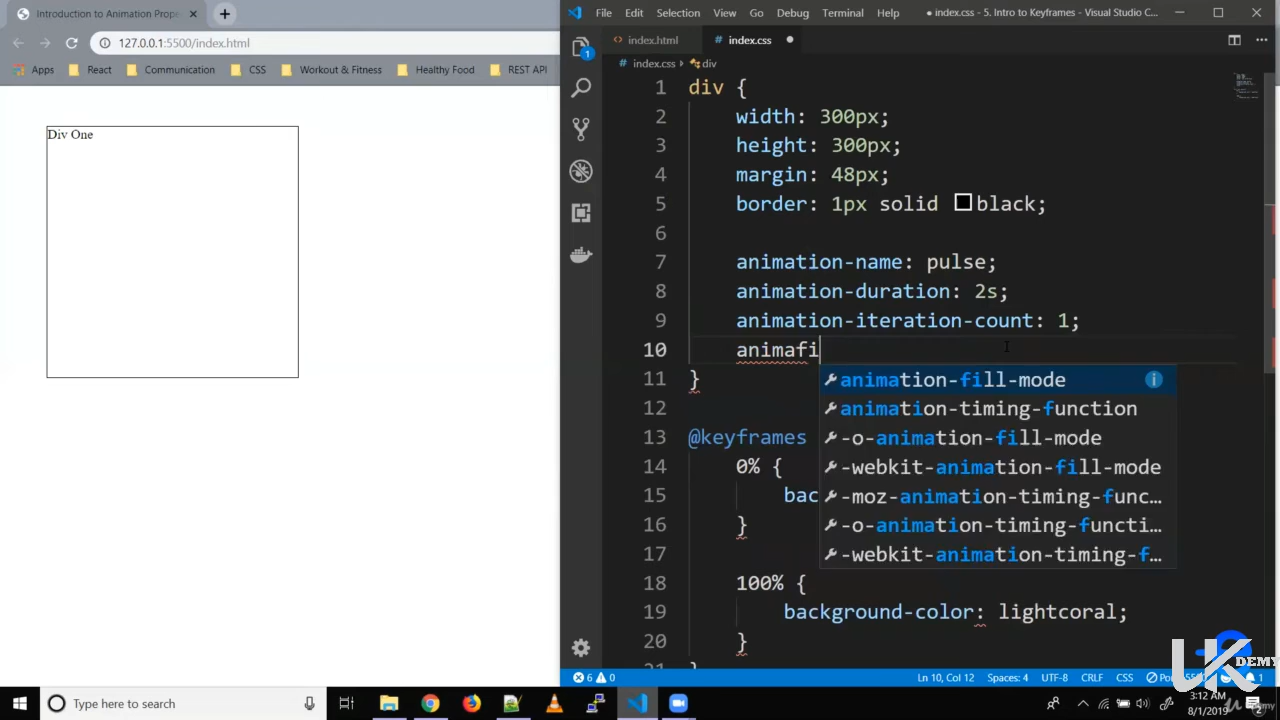 Introduction to Animation Prope
127.0.0.1:5500/index.html
Apps React Communication CSS Workout & Fitness Healthy Food REST API
Div One
File Edit Selection View Go Debug Terminal Help ● index.css - 5. Intro to Keyframes - Visual Studio C...
index.html # index.css
# index.css div
1 div {
2 width: 300px;
3 height: 300px;
4 margin: 48px;
5 border: 1px solid black;
6
7 animation-name: pulse;
8 animation-duration: 2s;
9 animation-iteration-count: 1;
10 animafi
11 }
animation-fill-mode
animation-timing-function
-o-animation-fill-mode
-webkit-animation-fill-mode
-moz-animation-timing-func...
-o-animation-timing-functi...
-webkit-animation-timing-f...
12
13 @keyframes
14 0% {
15 bac
16 }
17
18 100% {
19 background-color: lightcoral;
20 }
1
6 0 Ln 10, Col 12 Spaces: 4 UTF-8 CRLF CSS
UK DEMY
Type here to search
3:12 AM
8/1/2019
2